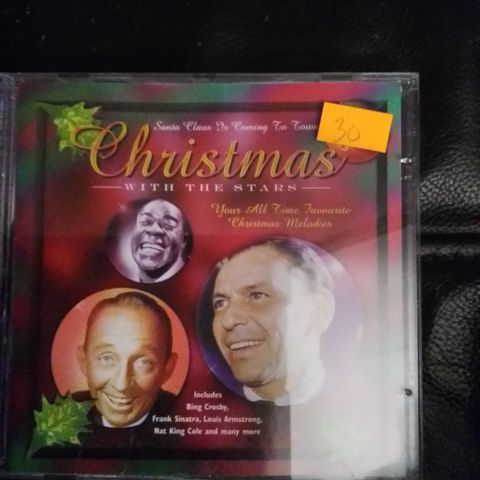 Santa Claus Is Coming To Town
30
Christmas
WITH THE STARS
Your All Time Favourite
Christmas Melodies
Includes
Bing Crosby,
Frank Sinatra, Louis Armstrong,
Nat King Cole and many more